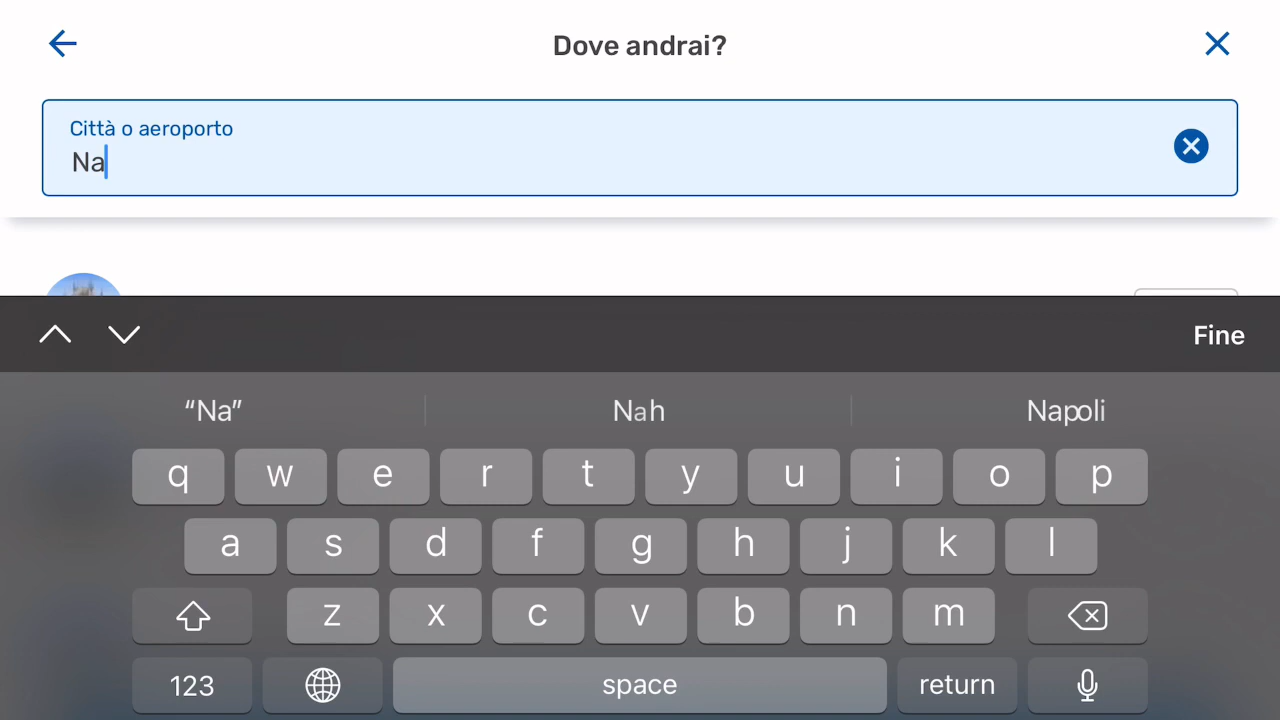 Dove andrai?
Città o aeroporto
Na
Fine
“Na” Nah Napoli
q w e r t y u i o p
a s d f g h j k l
z x c v b n m
123 space return